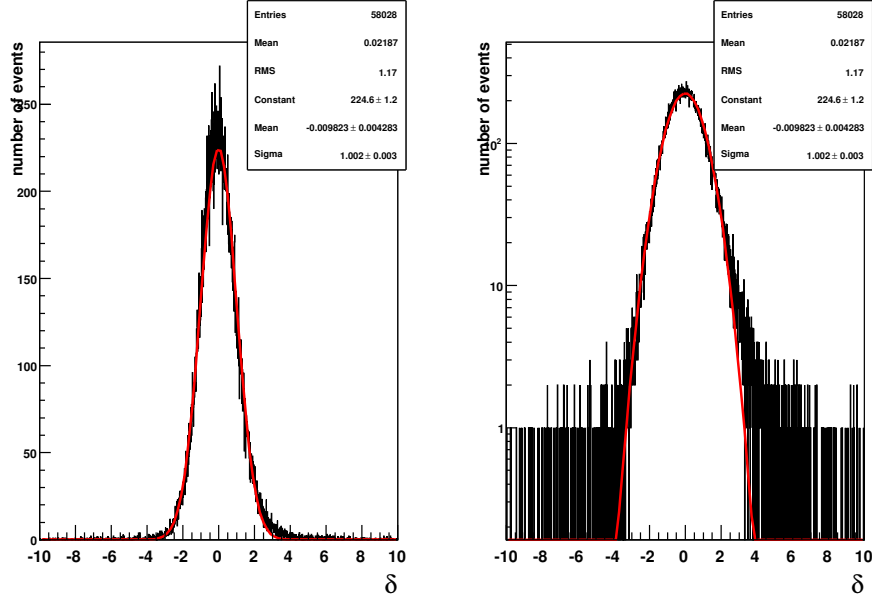 Entries 58028
Mean 0.02187
RMS 1.17
Constant 224.6 ± 1.2
Mean -0.009823 ± 0.004283
Sigma 1.002 ± 0.003
number of events
250
200
150
100
50
0
-10 -8 -6 -4 -2 0 2 4 6 8 10
δ
Entries 58028
Mean 0.02187
RMS 1.17
Constant 224.6 ± 1.2
Mean -0.009823 ± 0.004283
Sigma 1.002 ± 0.003
number of events
10²
10
1
-10 -8 -6 -4 -2 0 2 4 6 8 10
δ